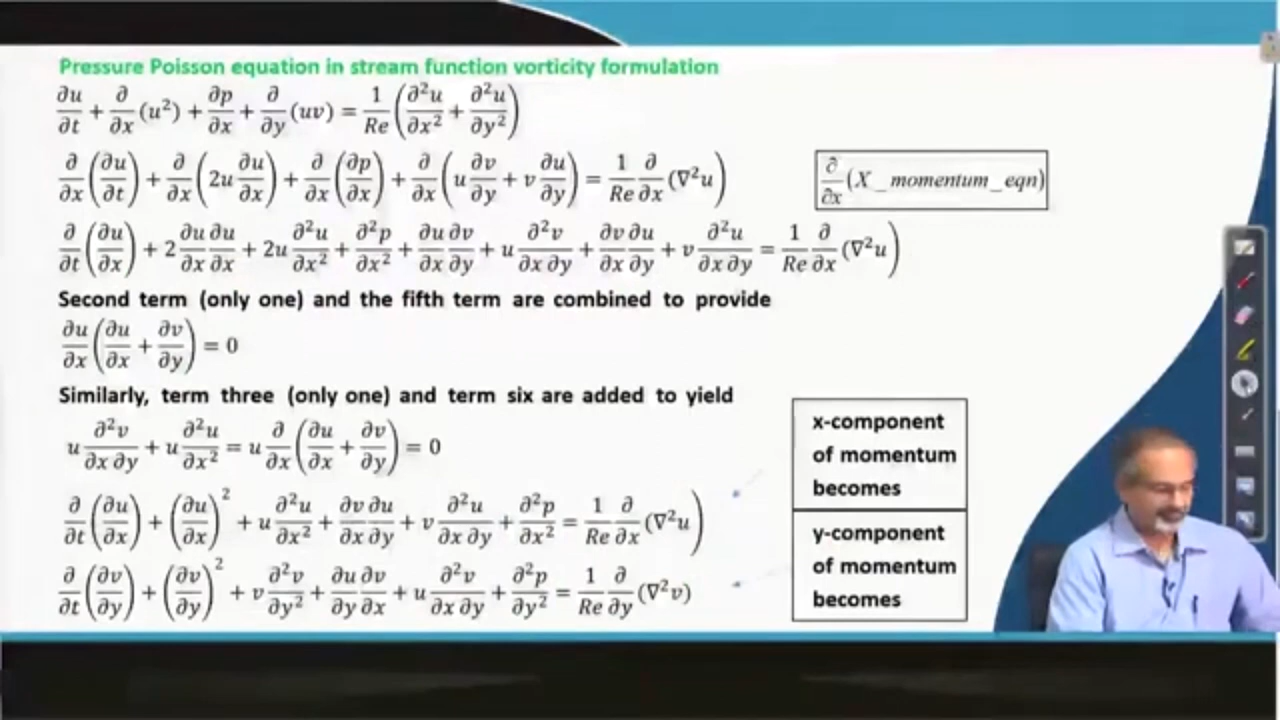 Pressure Poisson equation in stream function vorticity formulation
∂u/∂t + ∂/∂x (u²) + ∂p/∂x + ∂/∂y (uv) = 1/Re (∂²u/∂x² + ∂²u/∂y²)
∂/∂x (∂u/∂t) + ∂/∂x (2u ∂u/∂x) + ∂/∂x (∂p/∂x) + ∂/∂x (u ∂v/∂y + v ∂u/∂y) = 1/Re ∂/∂x (∇²u)
∂/∂x (X_momentum_eqn)
∂/∂t (∂u/∂x) + 2 ∂u/∂x ∂u/∂x + 2u ∂²u/∂x² + ∂²p/∂x² + ∂u/∂x ∂v/∂y + u ∂²v/∂x ∂y + ∂v/∂x ∂u/∂y + v ∂²u/∂x ∂y = 1/Re ∂/∂x (∇²u)
Second term (only one) and the fifth term are combined to provide
∂u/∂x (∂u/∂x + ∂v/∂y) = 0
Similarly, term three (only one) and term six are added to yield
u ∂²v/∂x ∂y + u ∂²u/∂x² = u ∂/∂x (∂u/∂x + ∂v/∂y) = 0
∂/∂t (∂u/∂x) + (∂u/∂x)² + u ∂²u/∂x² + ∂v/∂x ∂u/∂y + v ∂²u/∂x ∂y + ∂²p/∂x² = 1/Re ∂/∂x (∇²u)
∂/∂t (∂v/∂y) + (∂v/∂y)² + v ∂²v/∂y² + ∂u/∂y ∂v/∂x + u ∂²v/∂x ∂y + ∂²p/∂y² = 1/Re ∂/∂y (∇²v)
x-component
of momentum
becomes
y-component
of momentum
becomes